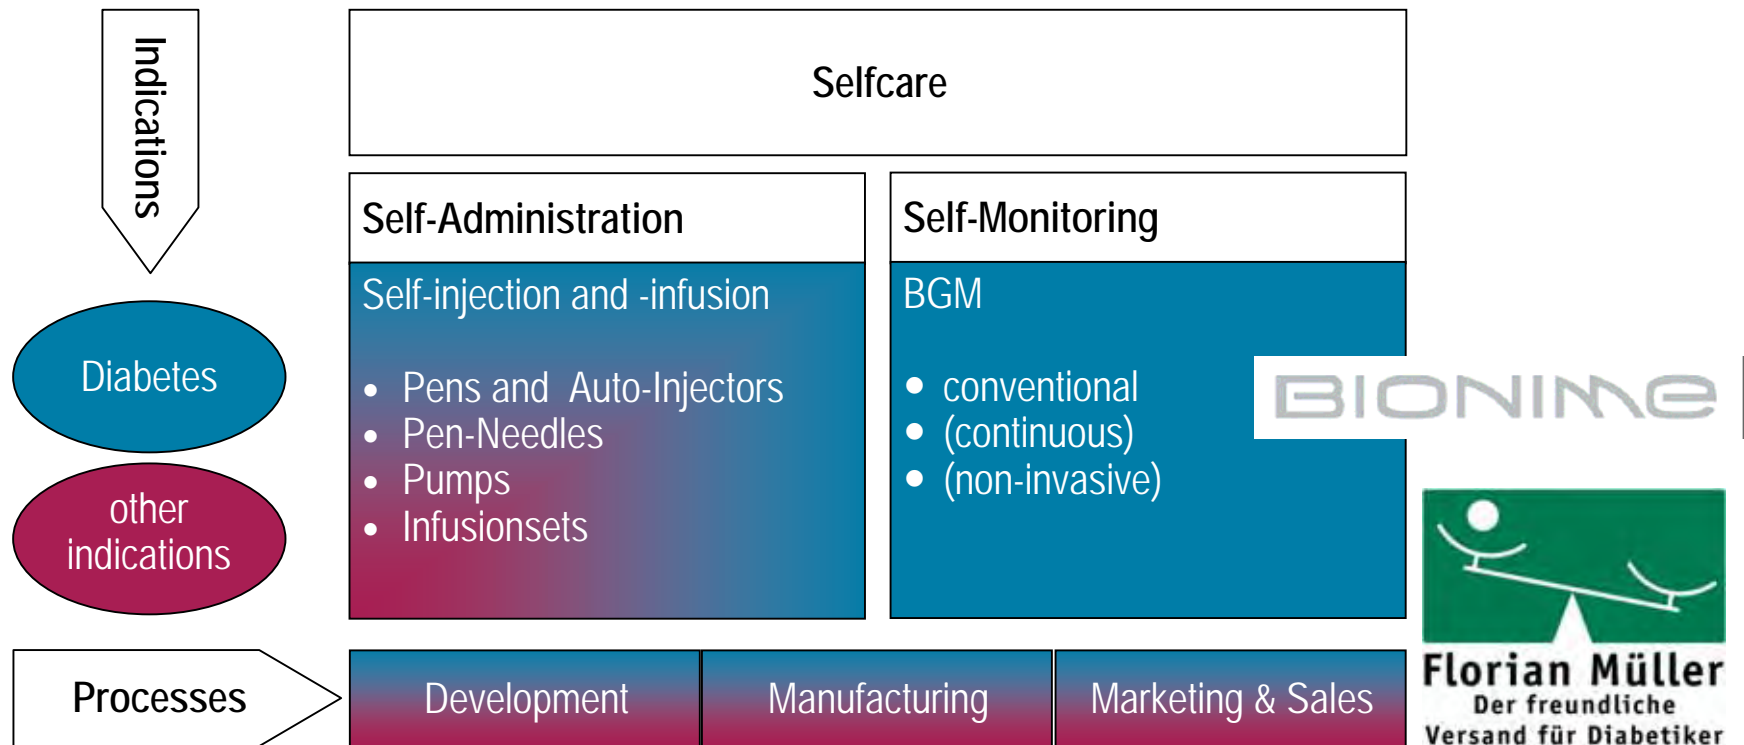 Indications
Selfcare
Self-Administration
Self-injection and -infusion
• Pens and Auto-Injectors
• Pen-Needles
• Pumps
• Infusionsets
Self-Monitoring
BGM
• conventional
• (continuous)
• (non-invasive)
BIONIME
Diabetes
other
indications
Florian Müller
Der freundliche
Versand für Diabetiker
Processes
Development
Manufacturing
Marketing & Sales